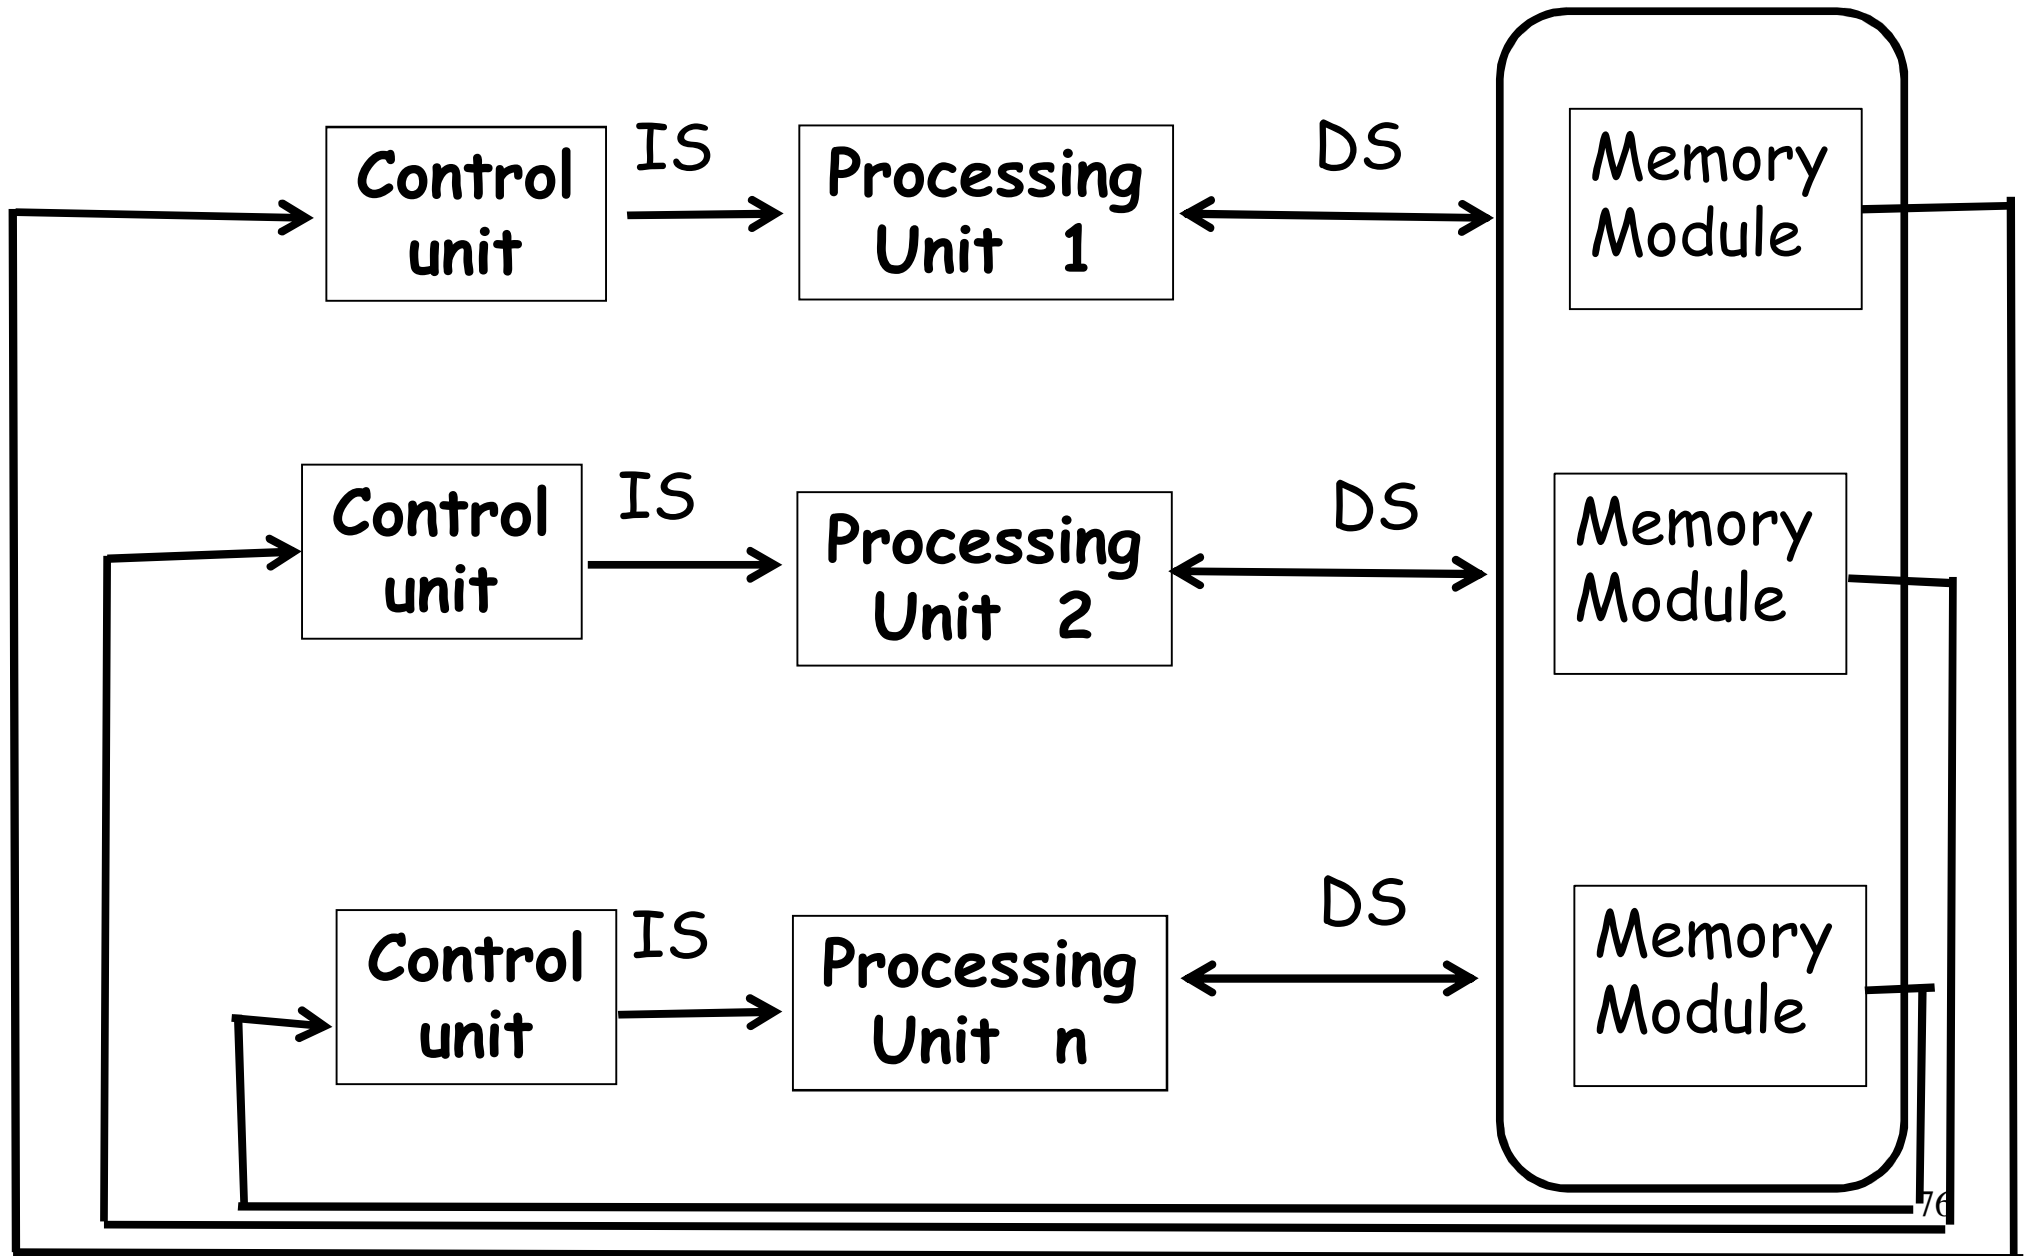 Control
unit
IS
Processing
Unit 1
DS
Memory
Module
Control
unit
IS
Processing
Unit 2
DS
Memory
Module
Control
unit
IS
Processing
Unit n
DS
Memory
Module
76